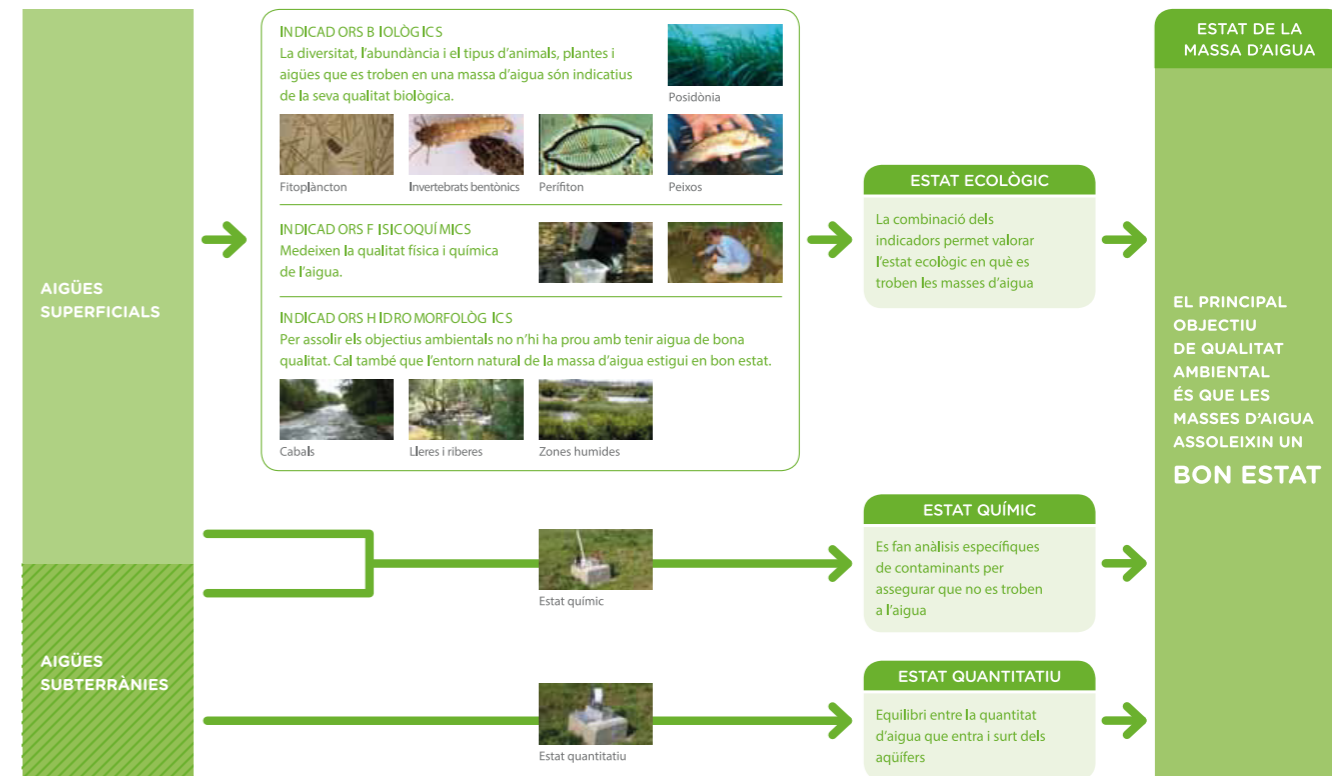 AIGÜES
SUPERFICIALS
INDICADORS BIOLÒGICS
La diversitat, l'abundància i el tipus d'animals, plantes i
aigües que es troben en una massa d'aigua són indicatius
de la seva qualitat biològica.
Posidònia
Fitoplàncton
Invertebrats bentònics
Perífiton
Peixos
INDICADORS FISICOQUÍMICS
Medeixen la qualitat física i química
de l'aigua.
INDICADORS HIDROMORFOLÒGICS
Per assolir els objectius ambientals no n'hi ha prou amb tenir aigua de bona
qualitat. Cal també que l'entorn natural de la massa d'aigua estigui en bon estat.
Cabals
Lleres i riberes
Zones humides
ESTAT ECOLÒGIC
La combinació dels
indicadors permet valorar
l'estat ecològic en què es
troben les masses d'aigua
AIGÜES
SUBTERRÀNIES
Estat químic
ESTAT QUÍMIC
Es fan anàlisis específiques
de contaminants per
assegurar que no es troben
a l'aigua
Estat quantitatiu
ESTAT QUANTITATIU
Equilibri entre la quantitat
d'aigua que entra i surt dels
aqüífers
ESTAT DE LA
MASSA D'AIGUA
EL PRINCIPAL
OBJECTIU
DE QUALITAT
AMBIENTAL
ÉS QUE LES
MASSES D'AIGUA
ASSOLEIXIN UN
BON ESTAT